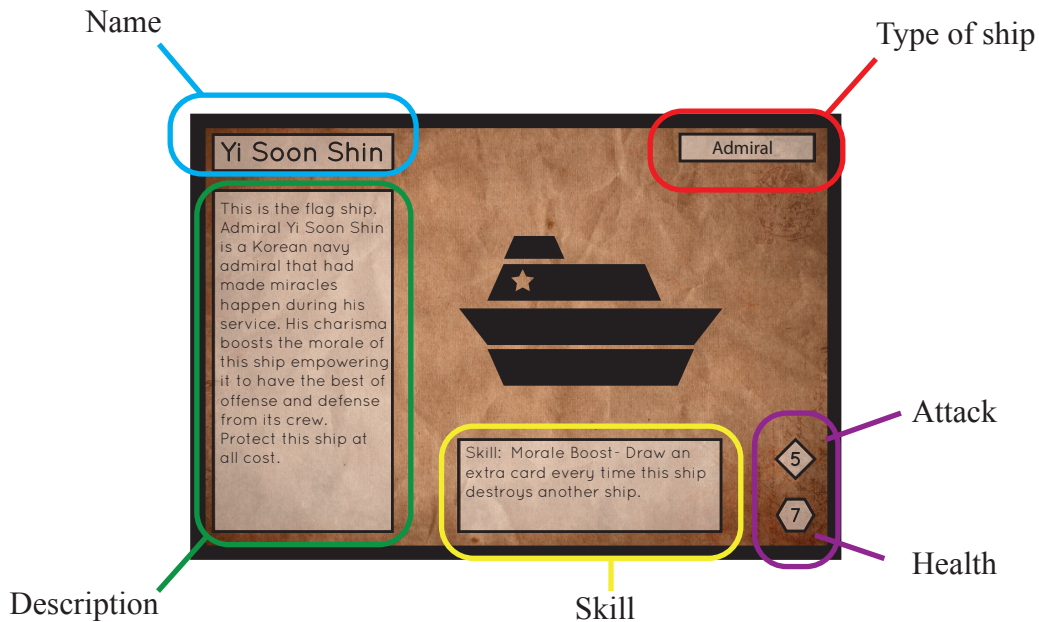 Name
Type of ship
Yi Soon Shin
Admiral
This is the flag ship.
Admiral Yi Soon Shin
is a Korean navy
admiral that had
made miracles
happen during his
service. His charisma
boosts the morale of
this ship empowering
it to have the best of
offense and defense
from its crew.
Protect this ship at
all cost.
Skill: Morale Boost- Draw an
extra card every time this ship
destroys another ship.
5
7
Attack
Health
Description
Skill